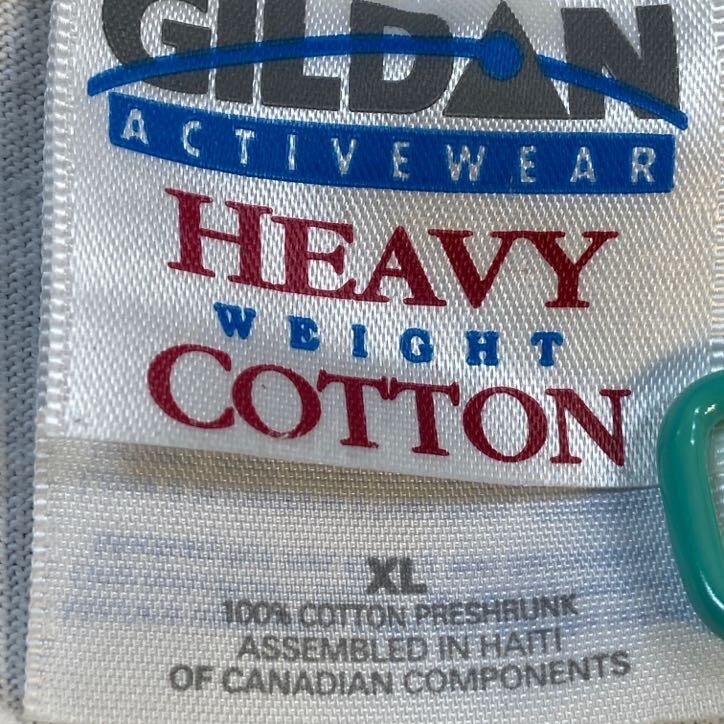 GILDAN
ACTIVEWEAR
HEAVY
WEIGHT
COTTON
XL
100% COTTON PRESHRUNK
ASSEMBLED IN HAITI
OF CANADIAN COMPONENTS